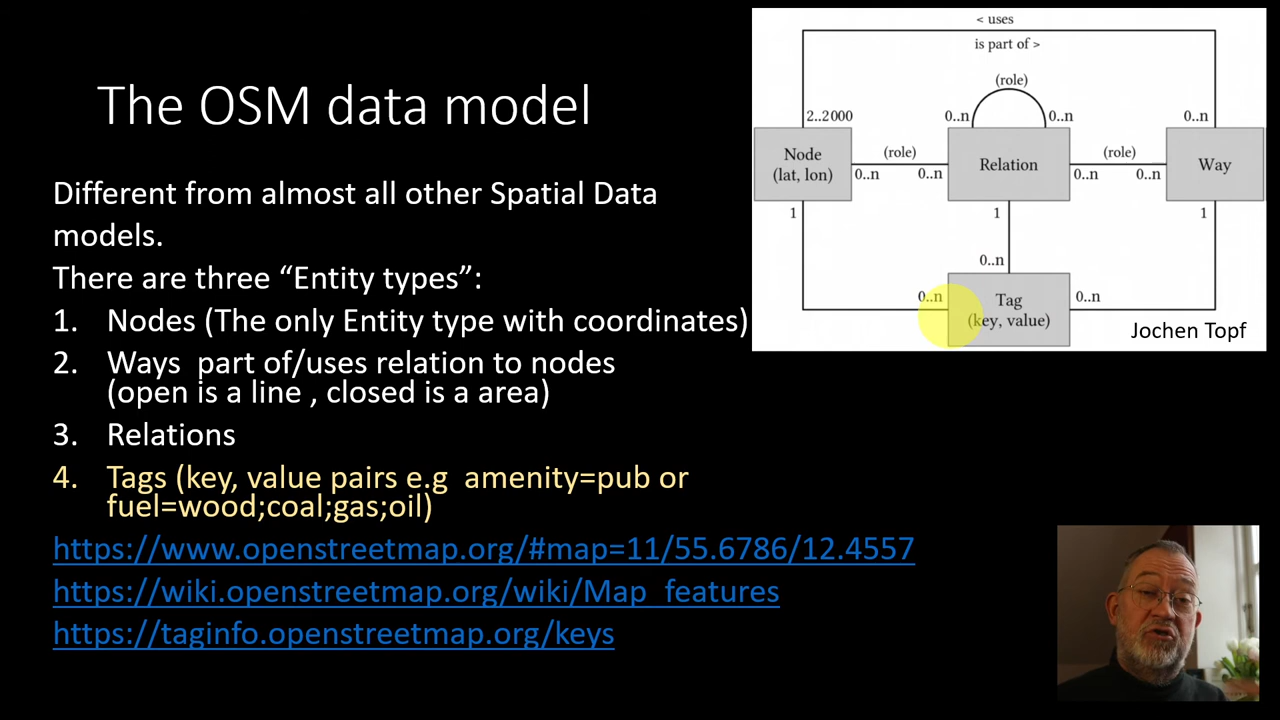 The OSM data model
Different from almost all other Spatial Data
models.
There are three “Entity types”:
1. Nodes (The only Entity type with coordinates)
2. Ways part of/uses relation to nodes
(open is a line , closed is a area)
3. Relations
4. Tags (key, value pairs e.g amenity=pub or
fuel=wood;coal;gas;oil)
https://www.openstreetmap.org/#map=11/55.6786/12.4557
https://wiki.openstreetmap.org/wiki/Map_features
https://taginfo.openstreetmap.org/keys
< uses
is part of >
(role)
2..2000
0..n
0..n
0..n
Node
(lat, lon)
(role)
0..n
0..n
Relation
(role)
0..n
0..n
Way
1
1
1
0..n
0..n
0..n
Tag
(key, value)
Jochen Topf